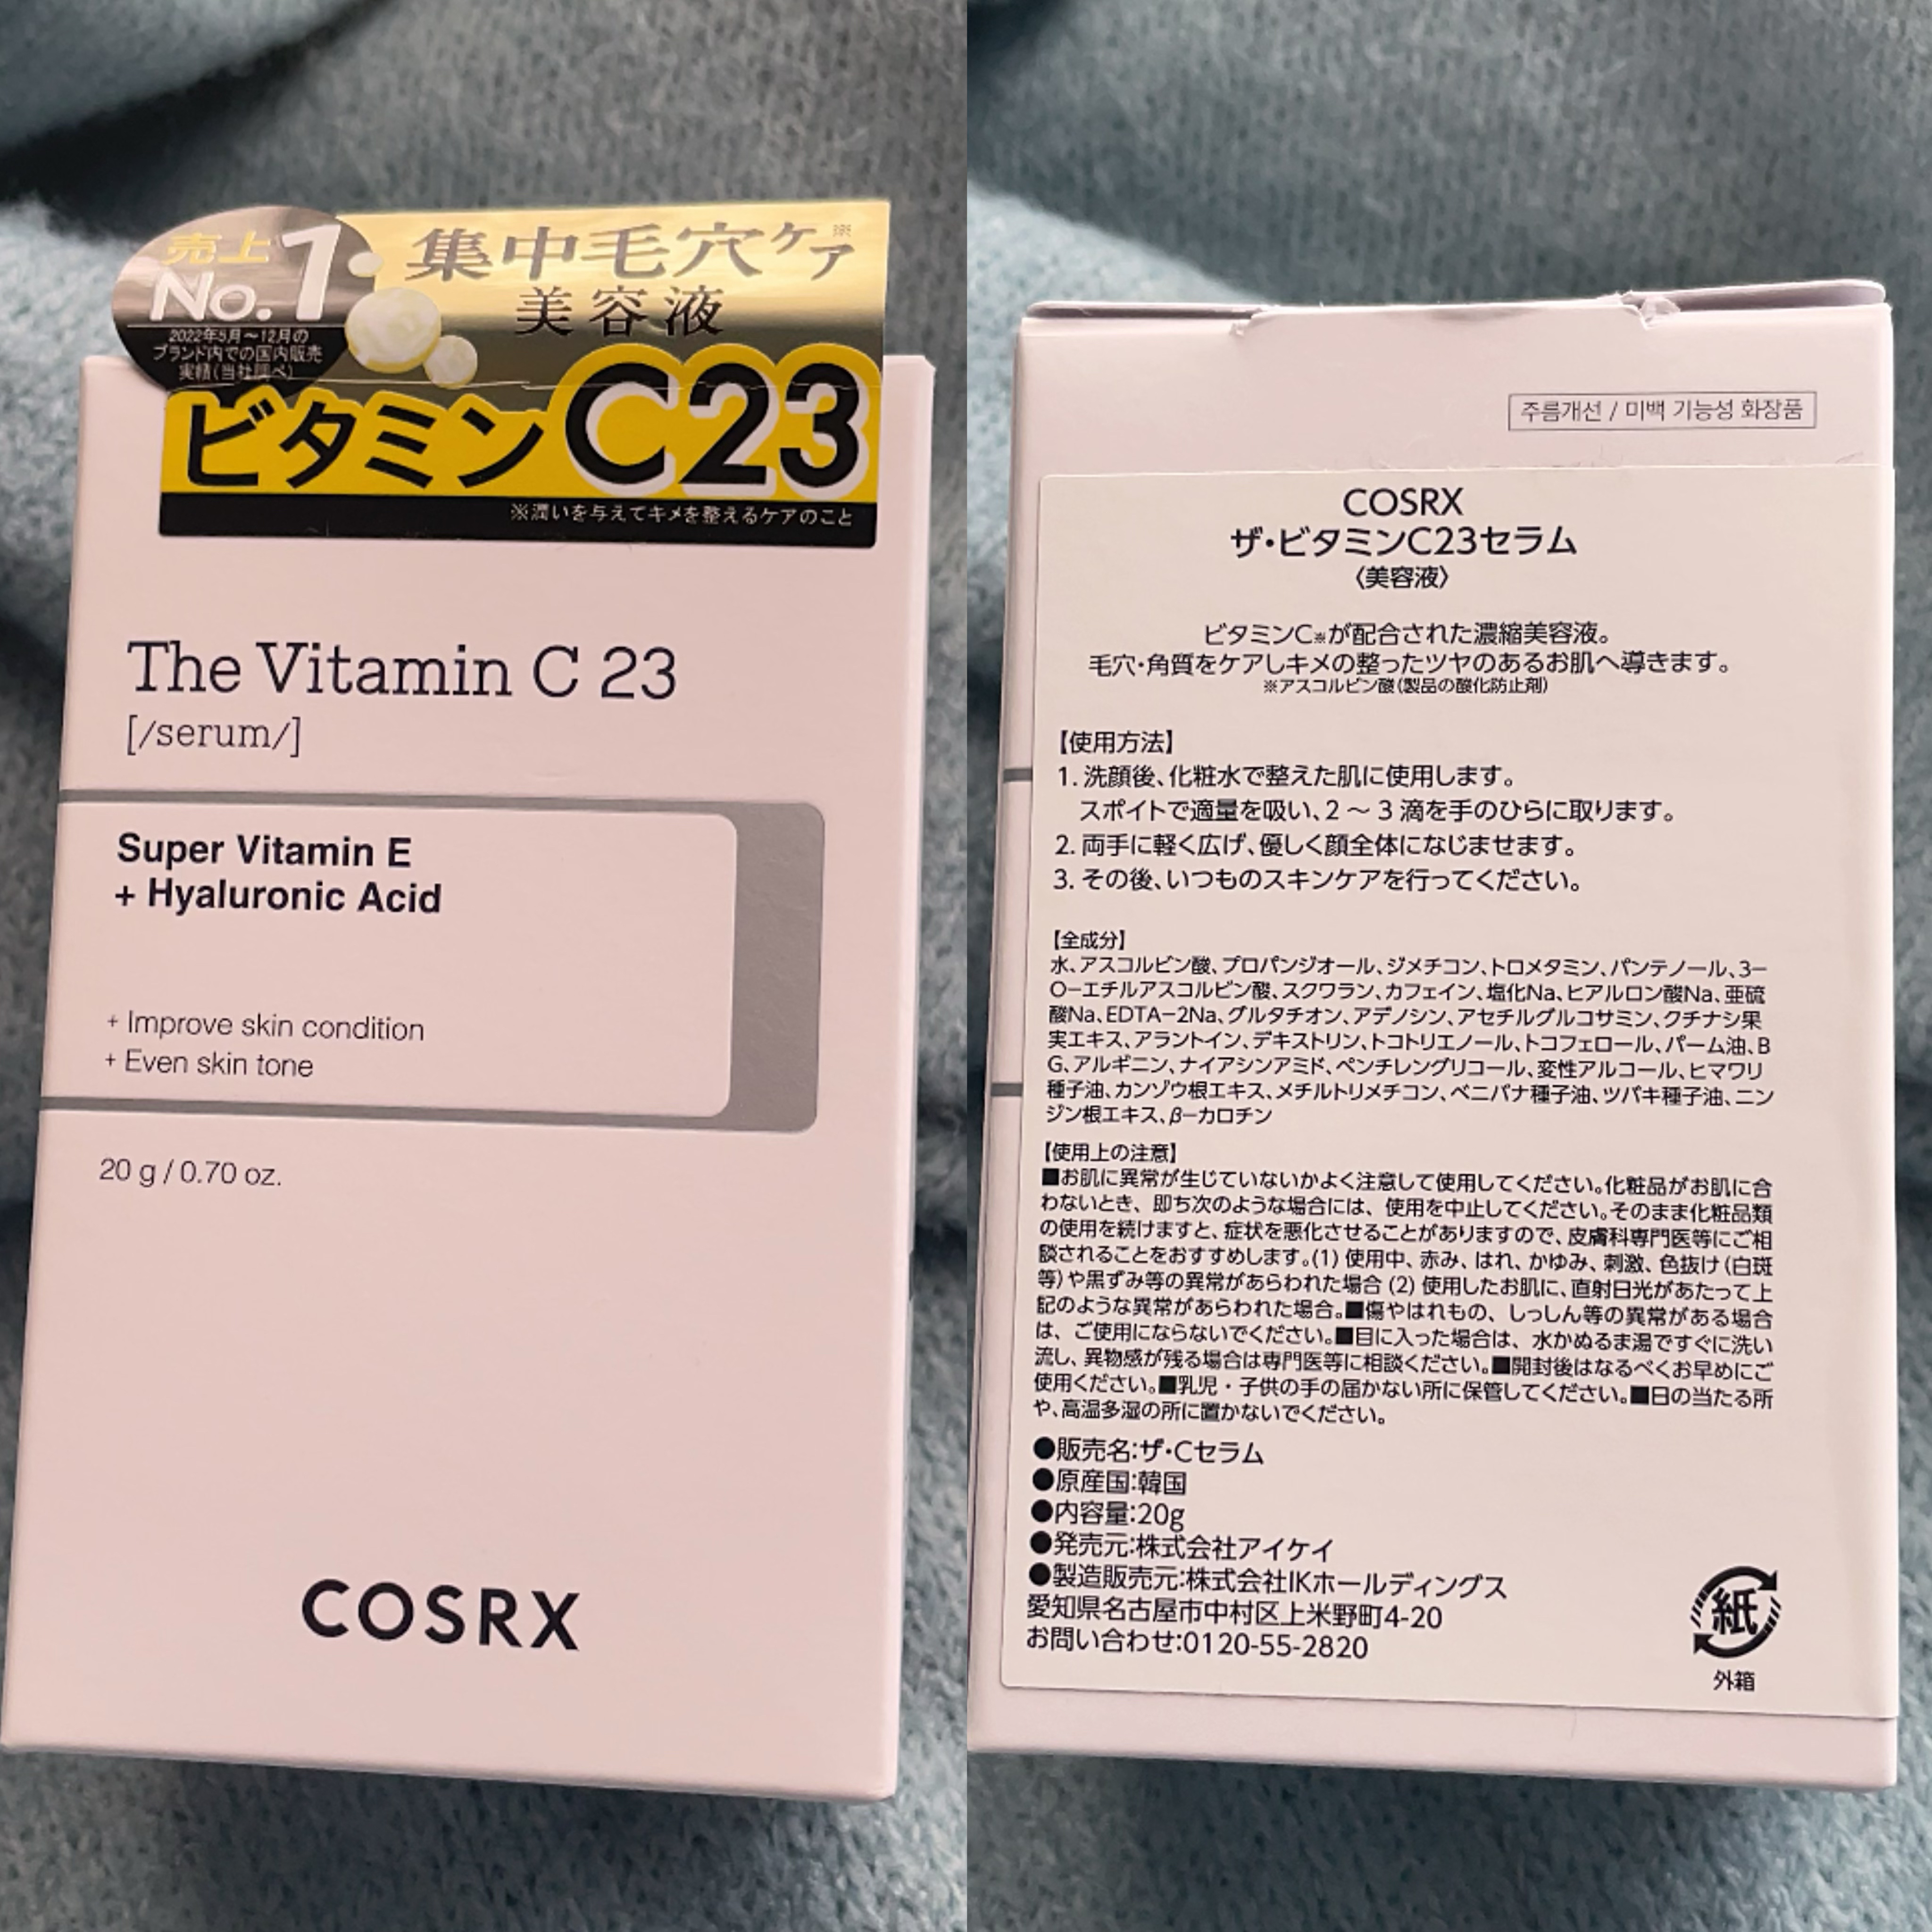 売上
No.1
2022年5月〜12月の
ブランド内での国内販売
実績(当社調べ)
集中毛穴ケア※
美容液
ビタミンC23
※潤いを与えてキメを整えるケアのこと
The Vitamin C 23
[/serum/]
Super Vitamin E
+ Hyaluronic Acid
+ Improve skin condition
+ Even skin tone
20 g / 0.70 oz.
COSRX
주름개선 / 미백 기능성 화장품
COSRX
ザ・ビタミンC23セラム
〈美容液〉
ビタミンC※が配合された濃縮美容液。
毛穴・角質をケアしキメの整ったツヤのあるお肌へ導きます。
※アスコルビン酸(製品の酸化防止剤)
【使用方法】
1. 洗顔後、化粧水で整えた肌に使用します。
スポイトで適量を吸い、2 〜 3 滴を手のひらに取ります。
2. 両手に軽く広げ、優しく顔全体になじませます。
3. その後、いつものスキンケアを行ってください。
【全成分】
水、アスコルビン酸、プロパンジオール、ジメチコン、トロメタミン、パンテノール、3−
O−エチルアスコルビン酸、スクワラン、カフェイン、塩化Na、ヒアルロン酸Na、亜硫
酸Na、EDTA−2Na、グルタチオン、アデノシン、アセチルグルコサミン、クチナシ果
実エキス、アラントイン、デキストリン、トコトリエノール、トコフェロール、パーム油、B
G、アルギニン、ナイアシンアミド、ペンチレングリコール、変性アルコール、ヒマワリ
種子油、カンゾウ根エキス、メチルトリメチコン、ベニバナ種子油、ツバキ種子油、ニン
ジン根エキス、β−カロチン
【使用上の注意】
■お肌に異常が生じていないかよく注意して使用してください。化粧品がお肌に合
わないとき、即ち次のような場合には、使用を中止してください。そのまま化粧品類
の使用を続けますと、症状を悪化させることがありますので、皮膚科専門医等にご相
談されることをおすすめします。(1) 使用中、赤み、はれ、かゆみ、刺激、色抜け(白斑
等)や黒ずみ等の異常があらわれた場合 (2) 使用したお肌に、直射日光があたって上
記のような異常があらわれた場合。■傷やはれもの、しっしん等の異常がある場合
は、ご使用にならないでください。■目に入った場合は、水かぬるま湯ですぐに洗い
流し、異物感が残る場合は専門医等に相談ください。■開封後はなるべくお早めにご
使用ください。■乳児・子供の手の届かない所に保管してください。■日の当たる所
や、高温多湿の所に置かないでください。
●販売名:ザ・Cセラム
●原産国:韓国
●内容量:20g
●発売元:株式会社アイケイ
●製造販売元:株式会社IKホールディングス
愛知県名古屋市中村区上米野町4-20
お問い合わせ:0120-55-2820
紙
外箱